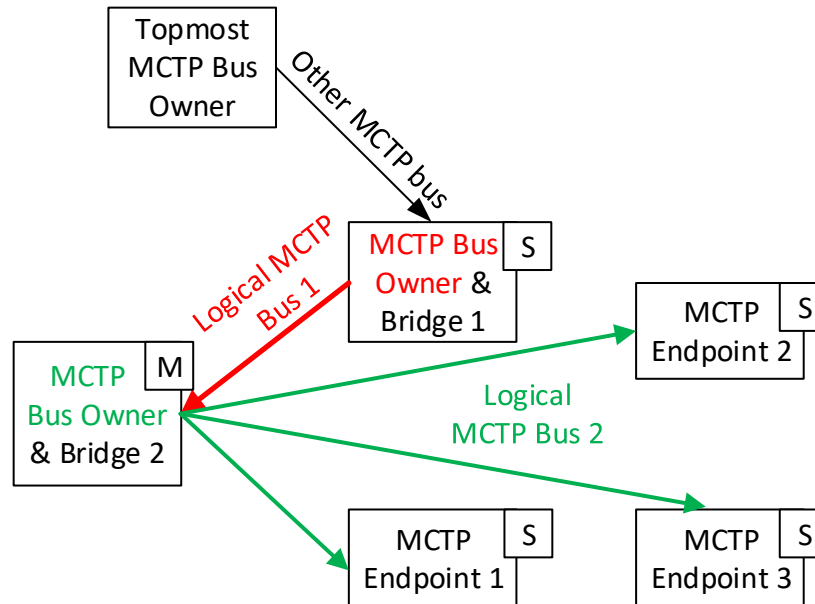 Topmost
MCTP Bus
Owner
Other MCTP bus
Logical MCTP
Bus 1
MCTP Bus
Owner &
Bridge 1
S
MCTP
Endpoint 2
S
MCTP
Bus Owner
& Bridge 2
M
Logical
MCTP Bus 2
MCTP
Endpoint 1
S
MCTP
Endpoint 3
S